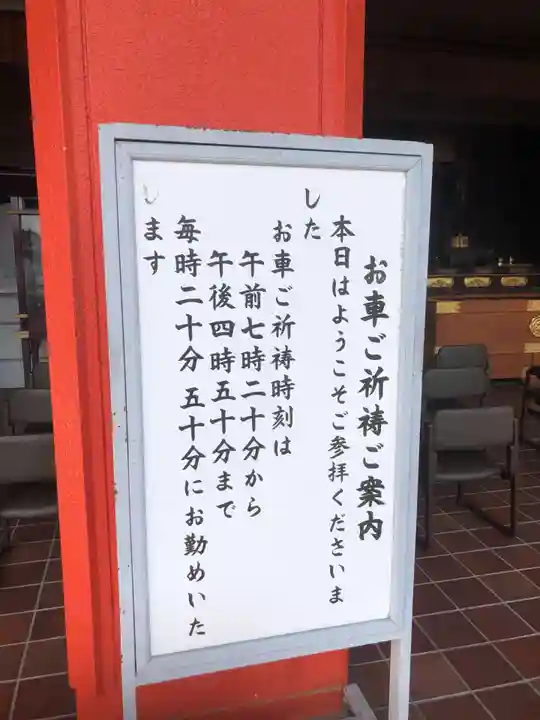 お車ご祈祷ご案内
本日はようこそご参拝くださいま
した
お車ご祈祷時刻は
午前七時二十分から
午後四時五十分まで
毎時二十分 五十分にお勤めいた
します